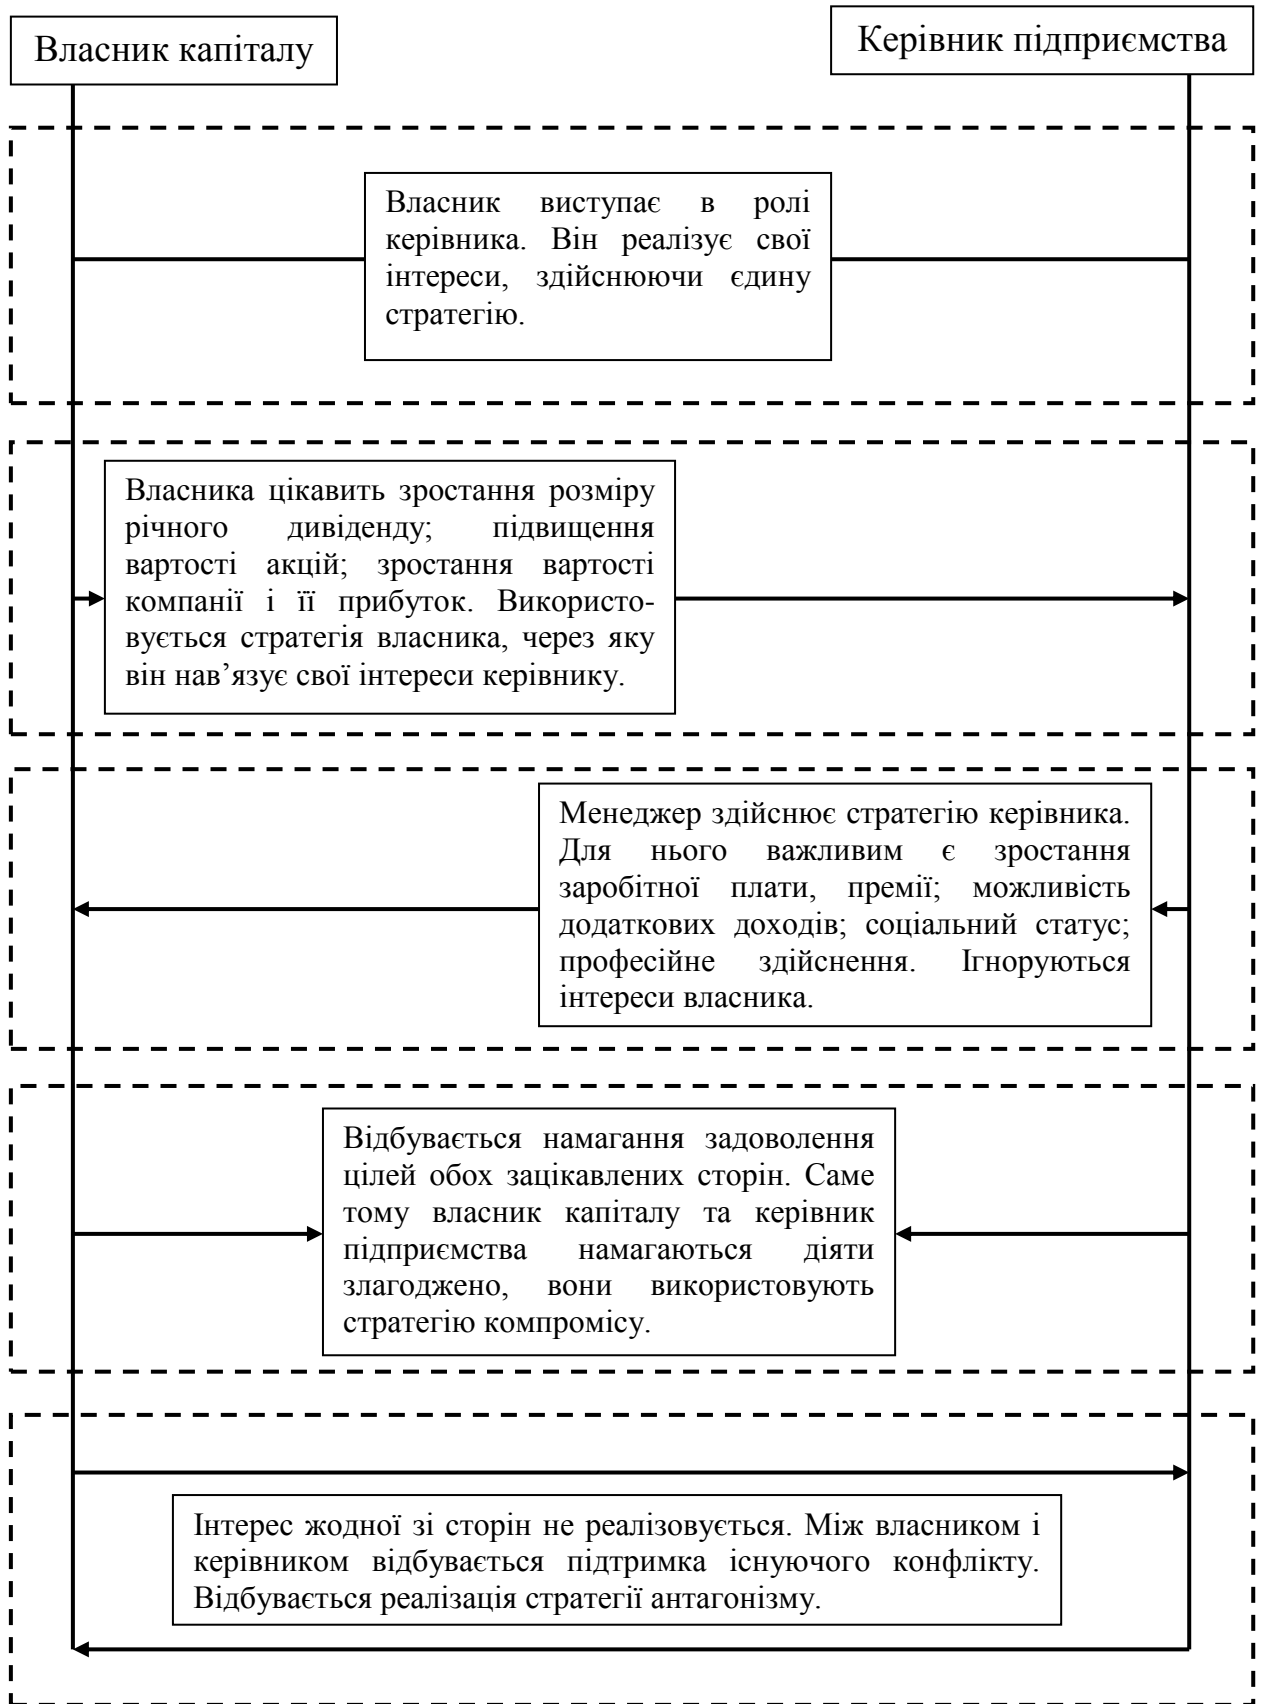 Власник капіталу
Керівник підприємства
Власник виступає в ролі
керівника. Він реалізує свої
інтереси, здійснюючи єдину
стратегію.
Власника цікавить зростання розміру
річного дивіденду; підвищення
вартості акцій; зростання вартості
компанії і її прибуток. Використо-
вується стратегія власника, через яку
він нав’язує свої інтереси керівнику.
Менеджер здійснює стратегію керівника.
Для нього важливим є зростання
заробітної плати, премії; можливість
додаткових доходів; соціальний статус;
професійне здійснення. Ігноруються
інтереси власника.
Відбувається намагання задоволення
цілей обох зацікавлених сторін. Саме
тому власник капіталу та керівник
підприємства намагаються діяти
злагоджено, вони використовують
стратегію компромісу.
Інтерес жодної зі сторін не реалізовується. Між власником і
керівником відбувається підтримка існуючого конфлікту.
Відбувається реалізація стратегії антагонізму.